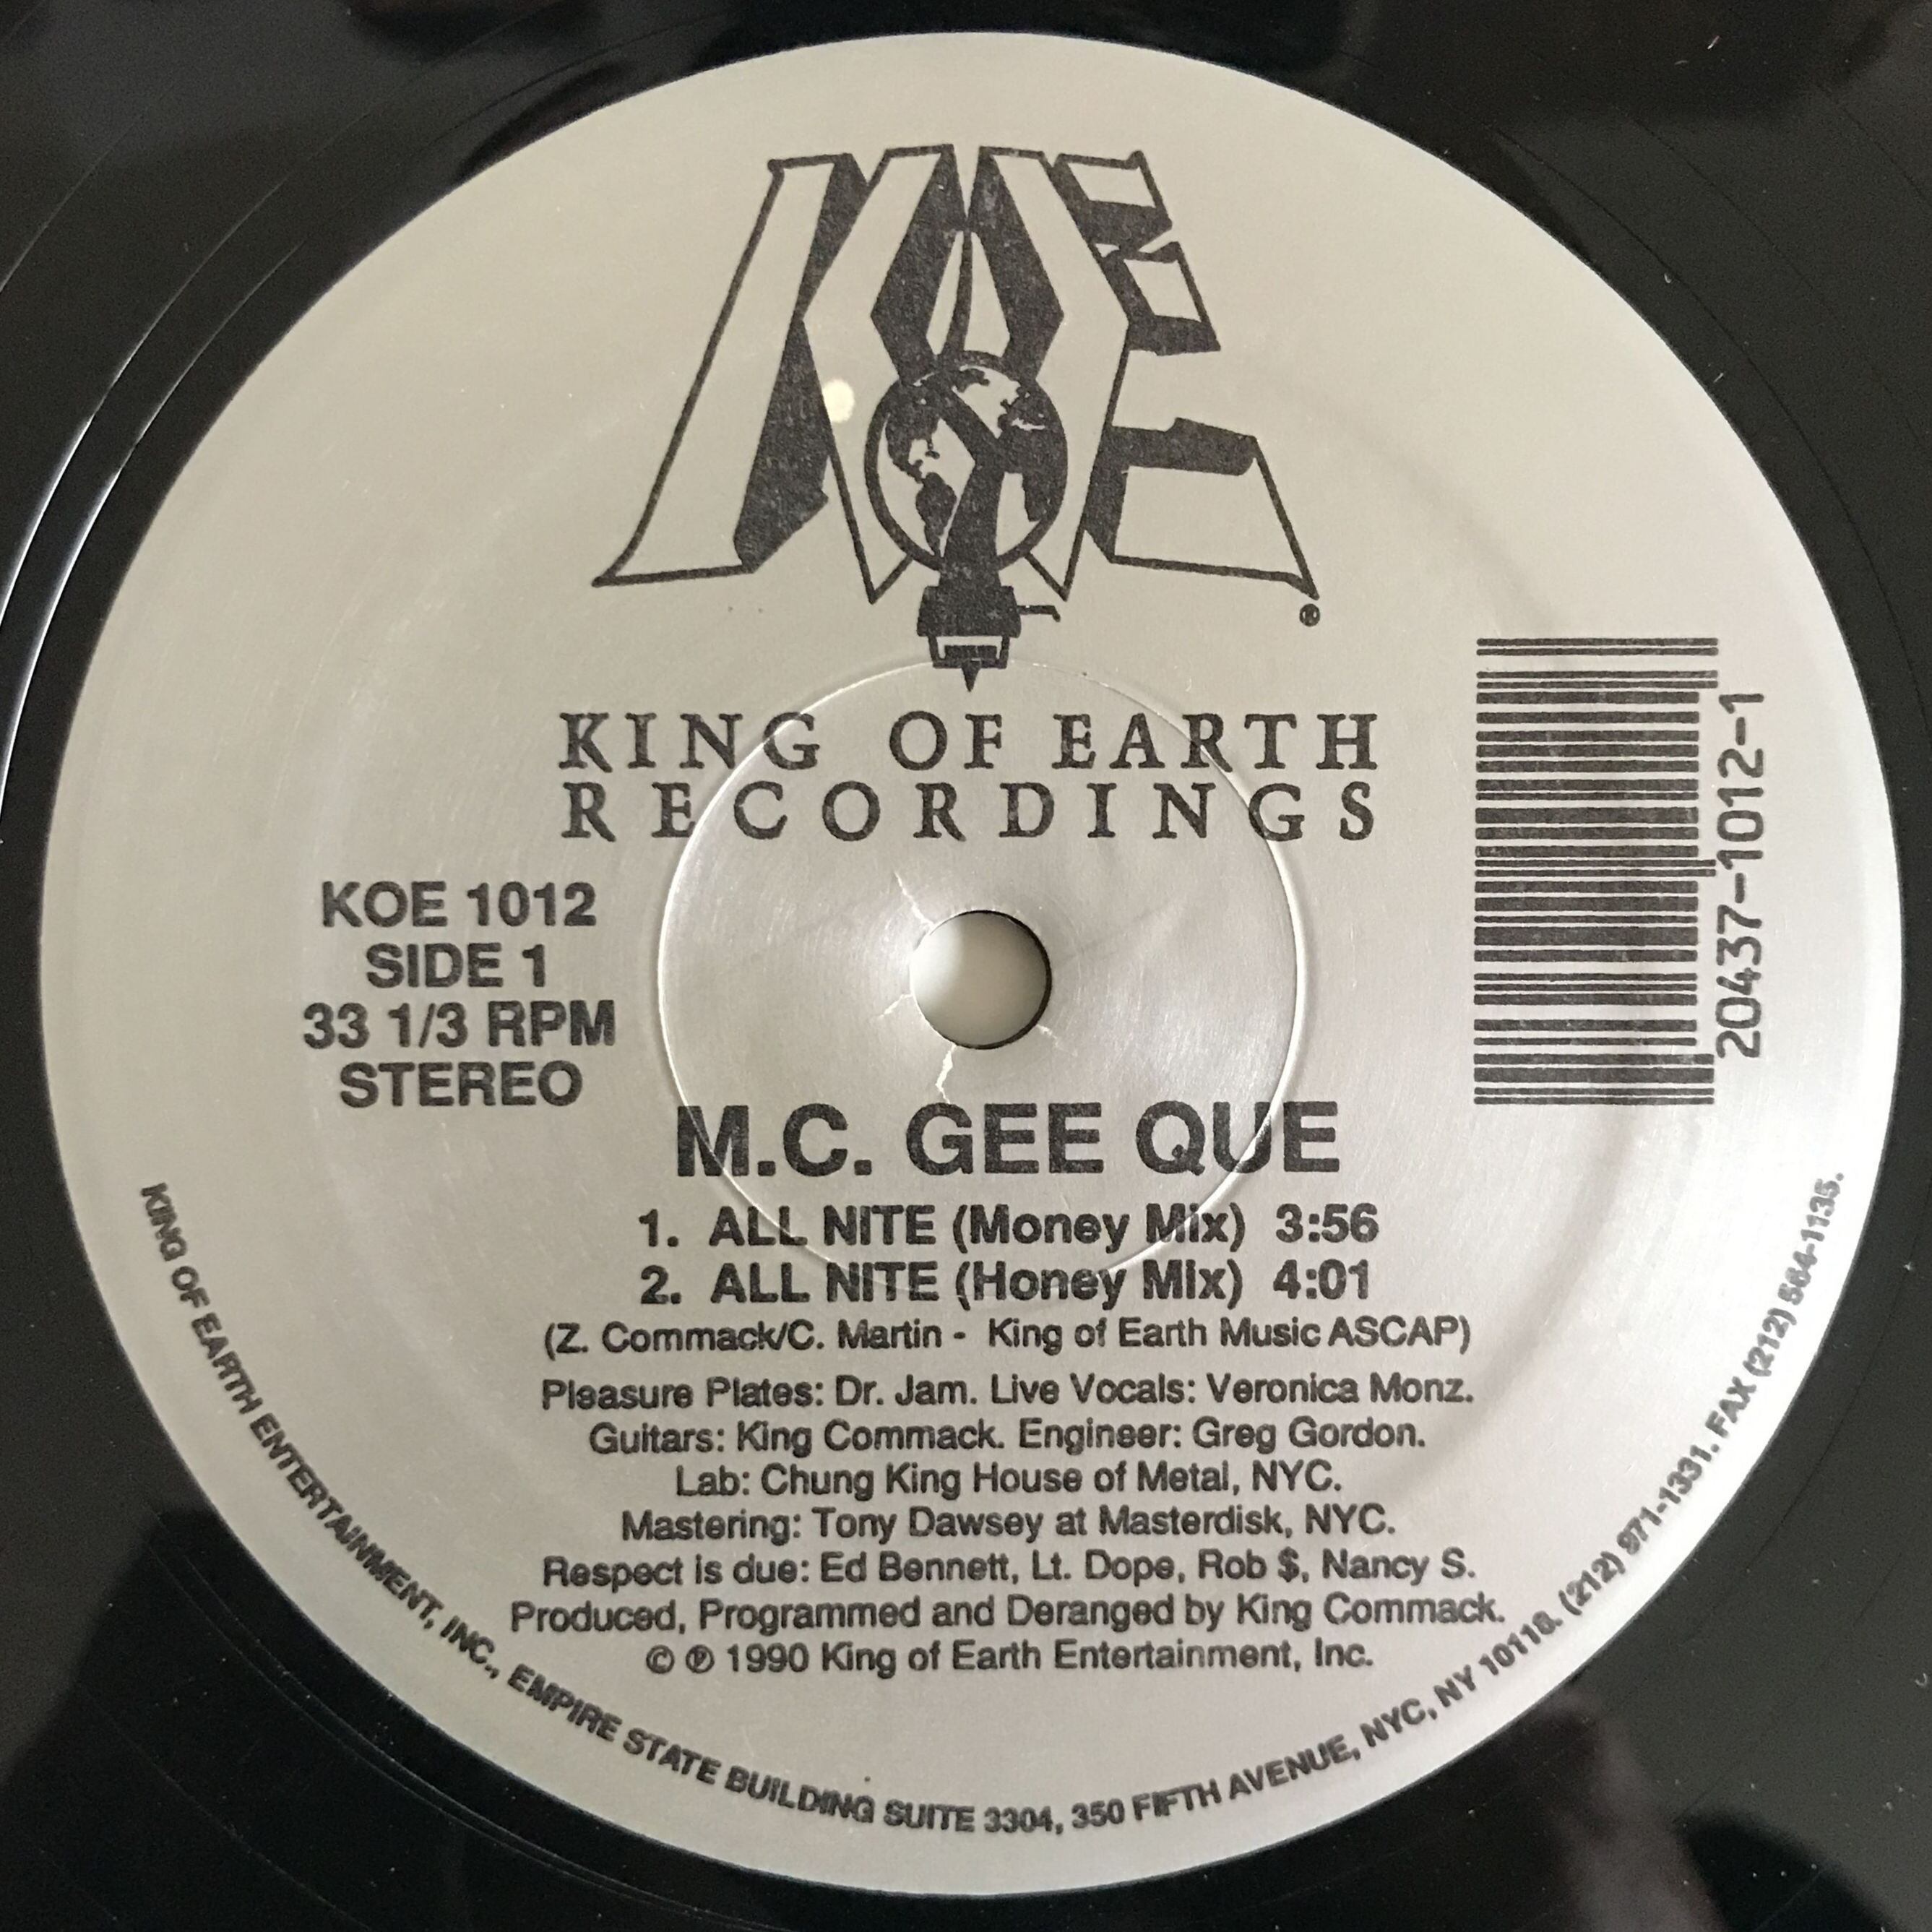 KOE
®
KING OF EARTH
RECORDINGS
KOE 1012
SIDE 1
33 1/3 RPM
STEREO
20437-1012-1
M.C. GEE QUE
1. ALL NITE (Money Mix) 3:56
2. ALL NITE (Honey Mix) 4:01
(Z. Commack/C. Martin - King of Earth Music ASCAP)
Pleasure Plates: Dr. Jam. Live Vocals: Veronica Monz.
Guitars: King Commack. Engineer: Greg Gordon.
Lab: Chung King House of Metal, NYC.
Mastering: Tony Dawsey at Masterdisk, NYC.
Respect is due: Ed Bennett, Lt. Dope, Rob $, Nancy S.
Produced, Programmed and Deranged by King Commack.
© ℗ 1990 King of Earth Entertainment, Inc.
KING OF EARTH ENTERTAINMENT, INC., EMPIRE STATE BUILDING SUITE 3304, 350 FIFTH AVENUE, NYC, NY 10118. (212) 971-1331. FAX (212) 564-1135.